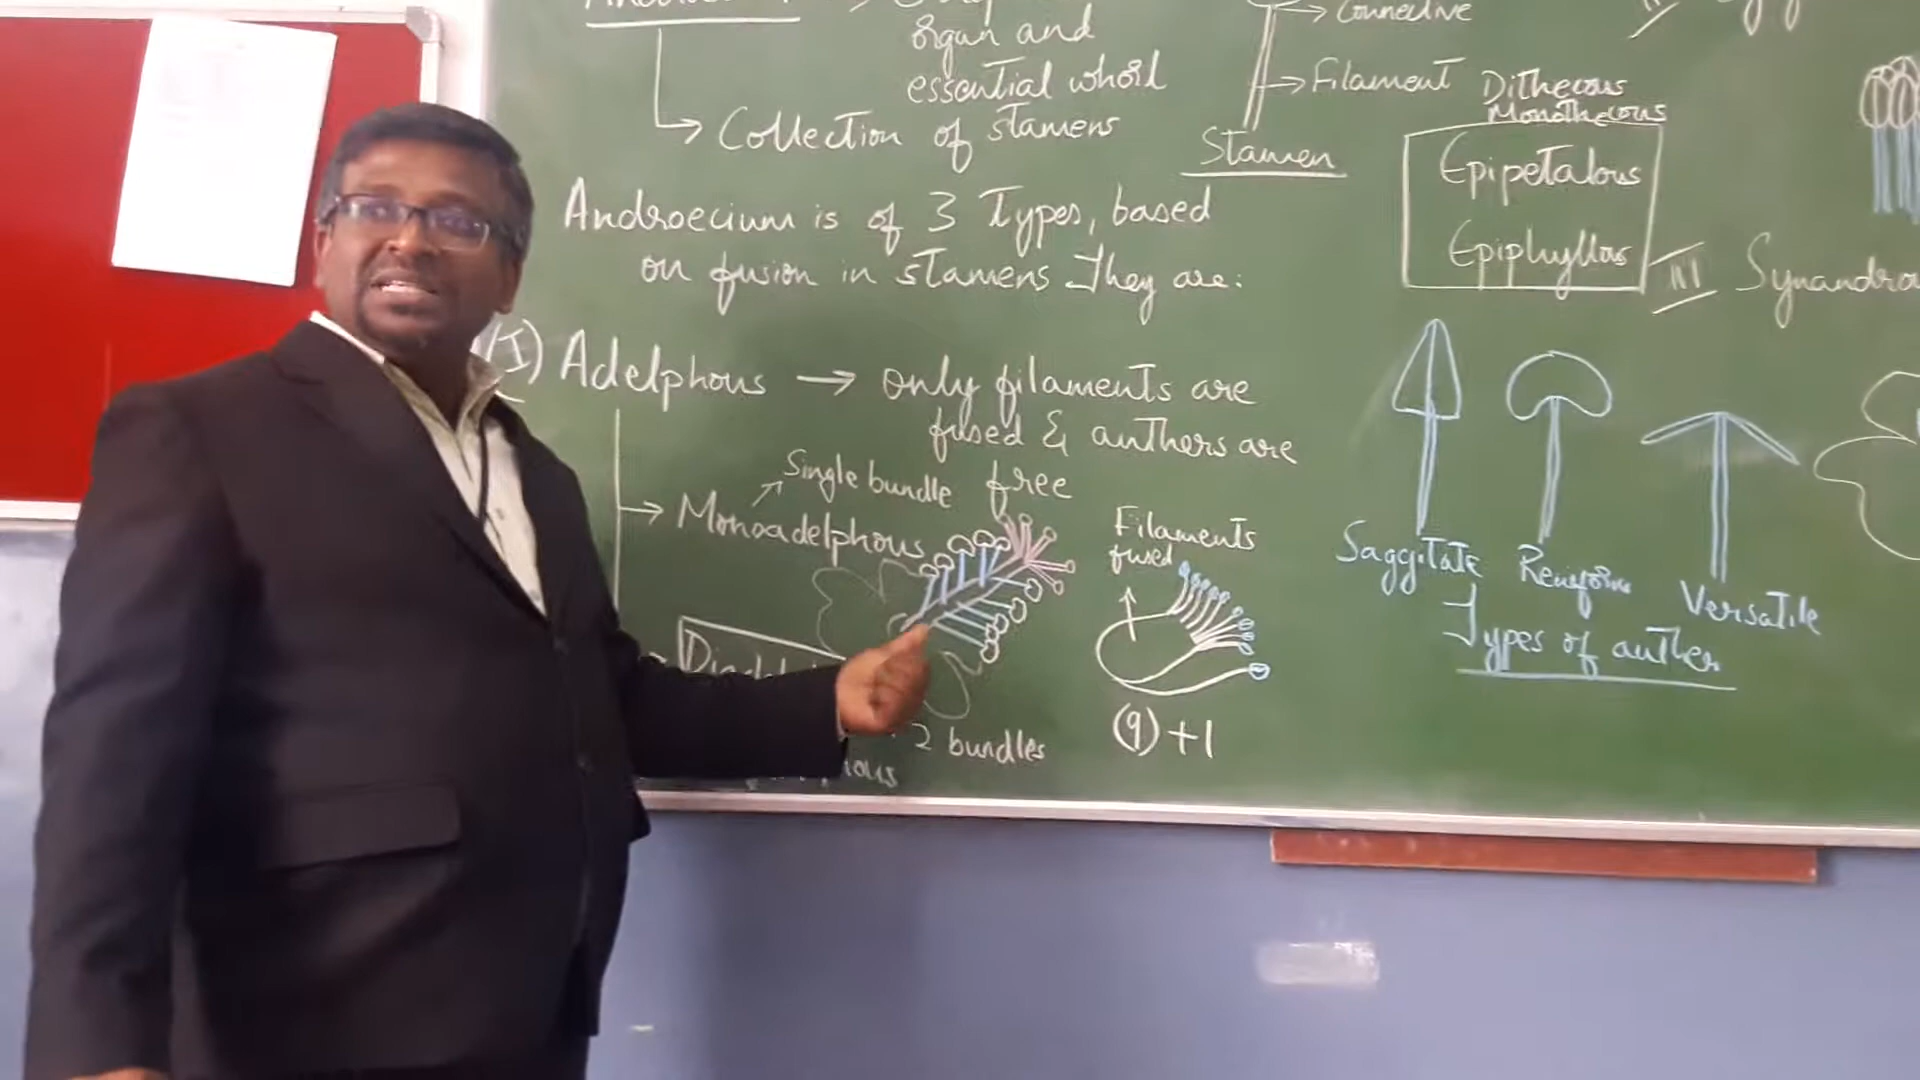 organ and
essential whorl
Collection of stamens
Connective
Filament
Stamen
Dithecous
Monothecous
Epipetalous
Epiphyllous
Androecium is of 3 Types, based
on fusion in stamens They are:
(I) Adelphous → only filaments are
fused & anthers are
free
Single bundle
Monoadelphous
Filaments
fused
2 bundles
(9)+1
III
Saggitate
Reniform
Versatile
Types of anther